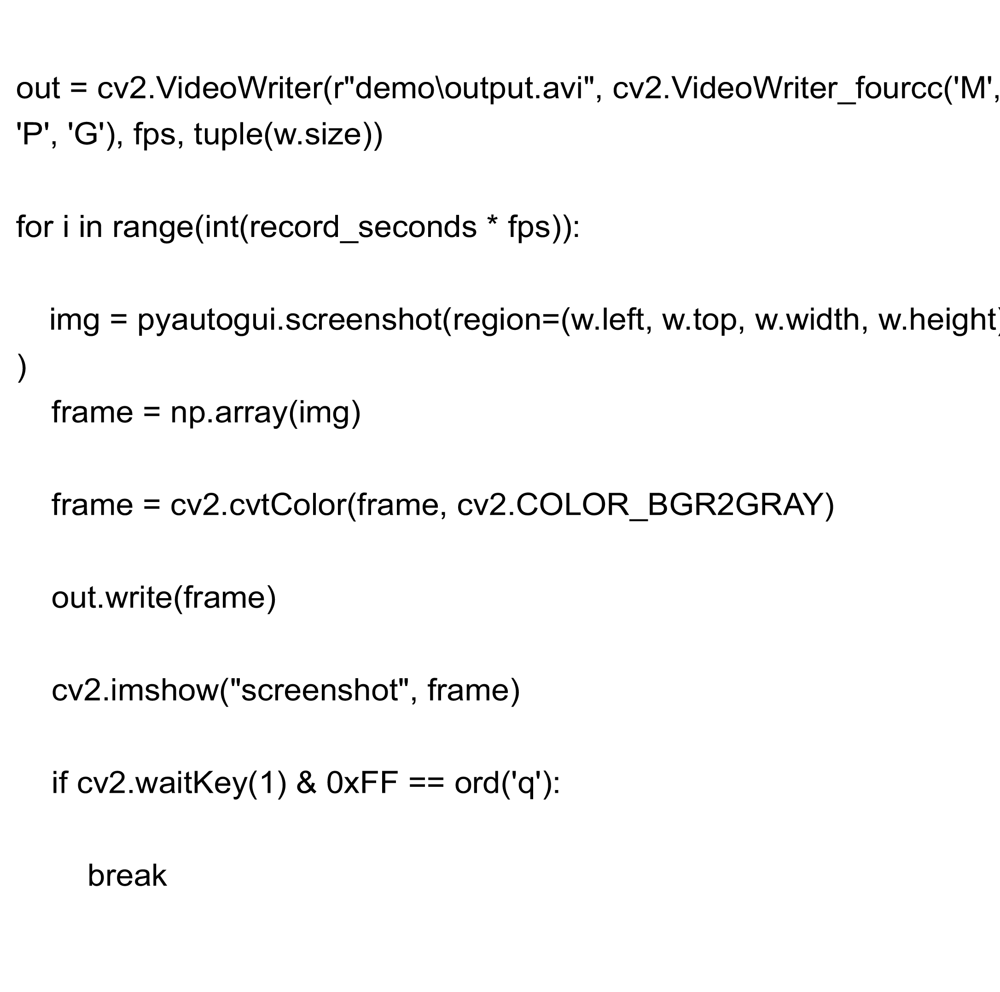 out = cv2.VideoWriter(r"demo\output.avi", cv2.VideoWriter_fourcc('M',
'P', 'G'), fps, tuple(w.size))
for i in range(int(record_seconds * fps)):
img = pyautogui.screenshot(region=(w.left, w.top, w.width, w.height)
)
frame = np.array(img)
frame = cv2.cvtColor(frame, cv2.COLOR_BGR2GRAY)
out.write(frame)
cv2.imshow("screenshot", frame)
if cv2.waitKey(1) & 0xFF == ord('q'):
break